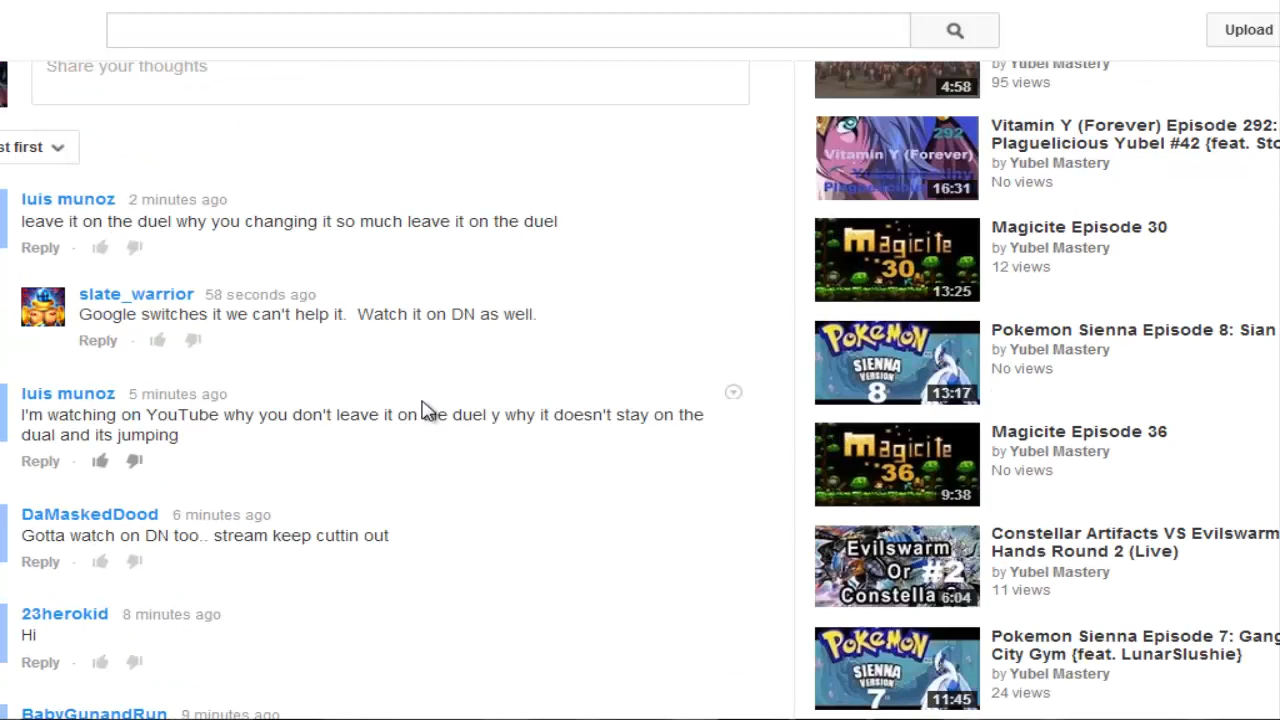 Upload
Share your thoughts
st first
luis munoz 2 minutes ago
leave it on the duel why you changing it so much leave it on the duel
Reply
slate_warrior 58 seconds ago
Google switches it we can't help it. Watch it on DN as well.
Reply
luis munoz 5 minutes ago
I'm watching on YouTube why you don't leave it on the duel y why it doesn't stay on the
dual and its jumping
Reply
DaMaskedDood 6 minutes ago
Gotta watch on DN too.. stream keep cuttin out
Reply
23herokid 8 minutes ago
Hi
Reply
BabyGunandRun 9 minutes ago
4:58
by Yubel Mastery
95 views
292
Vitamin Y (Forever)
16:31
Vitamin Y (Forever) Episode 292:
Plaguelicious Yubel #42 {feat. Sto
by Yubel Mastery
No views
Magicite
30
13:25
Magicite Episode 30
by Yubel Mastery
12 views
POKéMON
SIENNA
VERSION
8
13:17
Pokemon Sienna Episode 8: Sian
by Yubel Mastery
No views
Magicite
36
9:38
Magicite Episode 36
by Yubel Mastery
No views
Evilswarm
Or #2
Constella
6:04
Constellar Artifacts VS Evilswarm
Hands Round 2 (Live)
by Yubel Mastery
11 views
POKéMON
SIENNA
VERSION
7
11:45
Pokemon Sienna Episode 7: Gang
City Gym {feat. LunarSlushie}
by Yubel Mastery
24 views